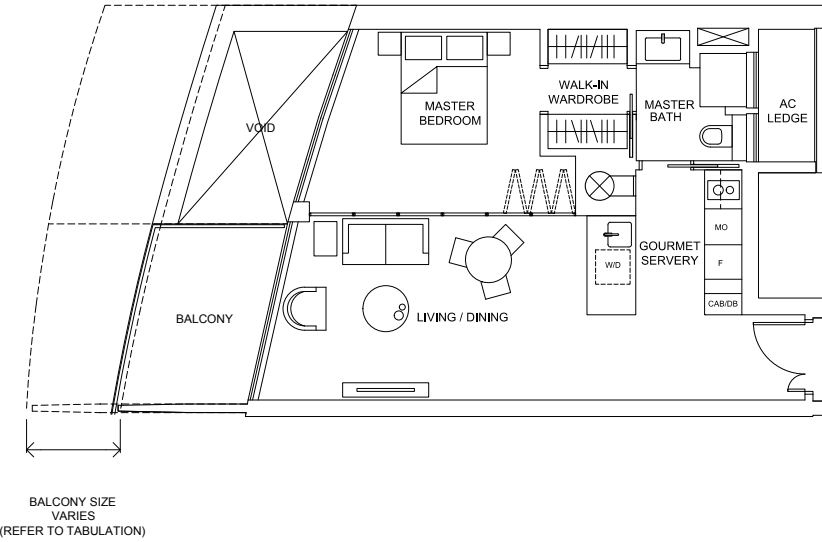 WALK-IN
WARDROBE
MASTER
BEDROOM
MASTER
BATH
AC
LEDGE
VOID
MO
GOURMET
SERVERY
W/D
F
CAB/DB
BALCONY
LIVING / DINING
BALCONY SIZE
VARIES
(REFER TO TABULATION)